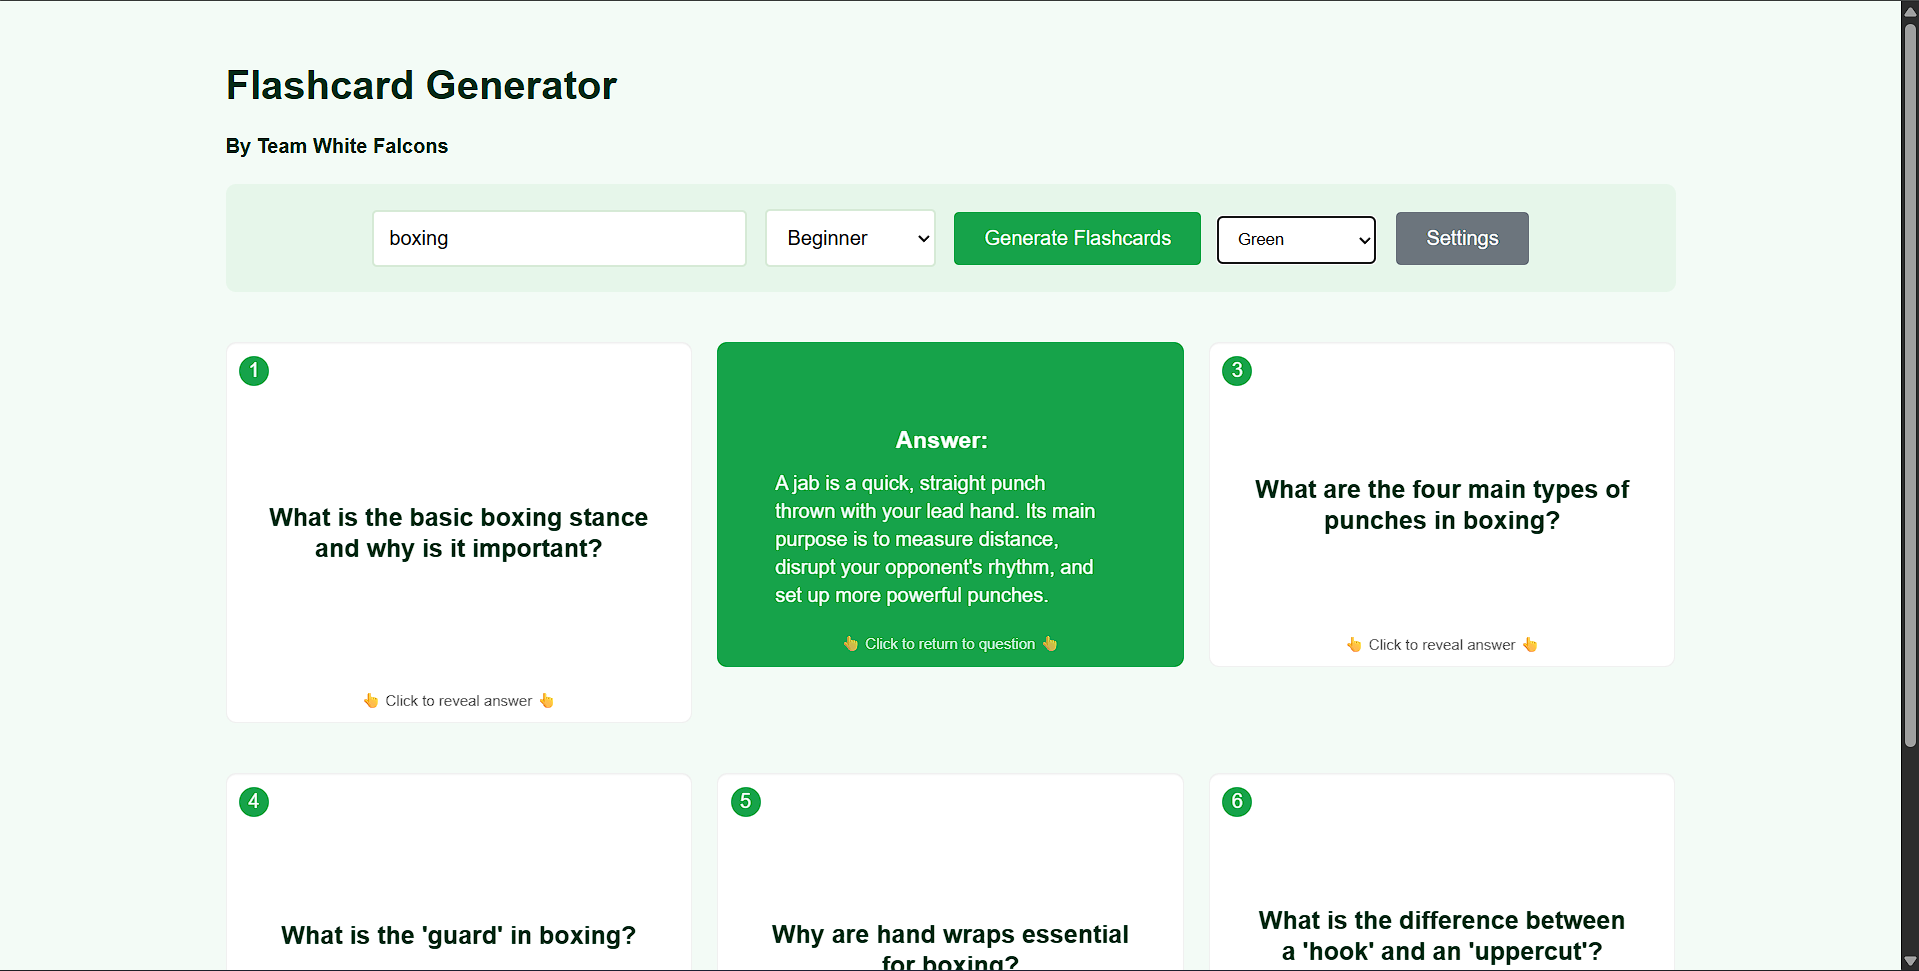 Flashcard Generator
By Team White Falcons
boxing
Beginner
Generate Flashcards
Green
Settings
1
What is the basic boxing stance
and why is it important?
👆 Click to reveal answer 👆
Answer:
A jab is a quick, straight punch
thrown with your lead hand. Its main
purpose is to measure distance,
disrupt your opponent's rhythm, and
set up more powerful punches.
👆 Click to return to question 👆
3
What are the four main types of
punches in boxing?
👆 Click to reveal answer 👆
4
What is the 'guard' in boxing?
5
Why are hand wraps essential
for boxing?
6
What is the difference between
a 'hook' and an 'uppercut'?